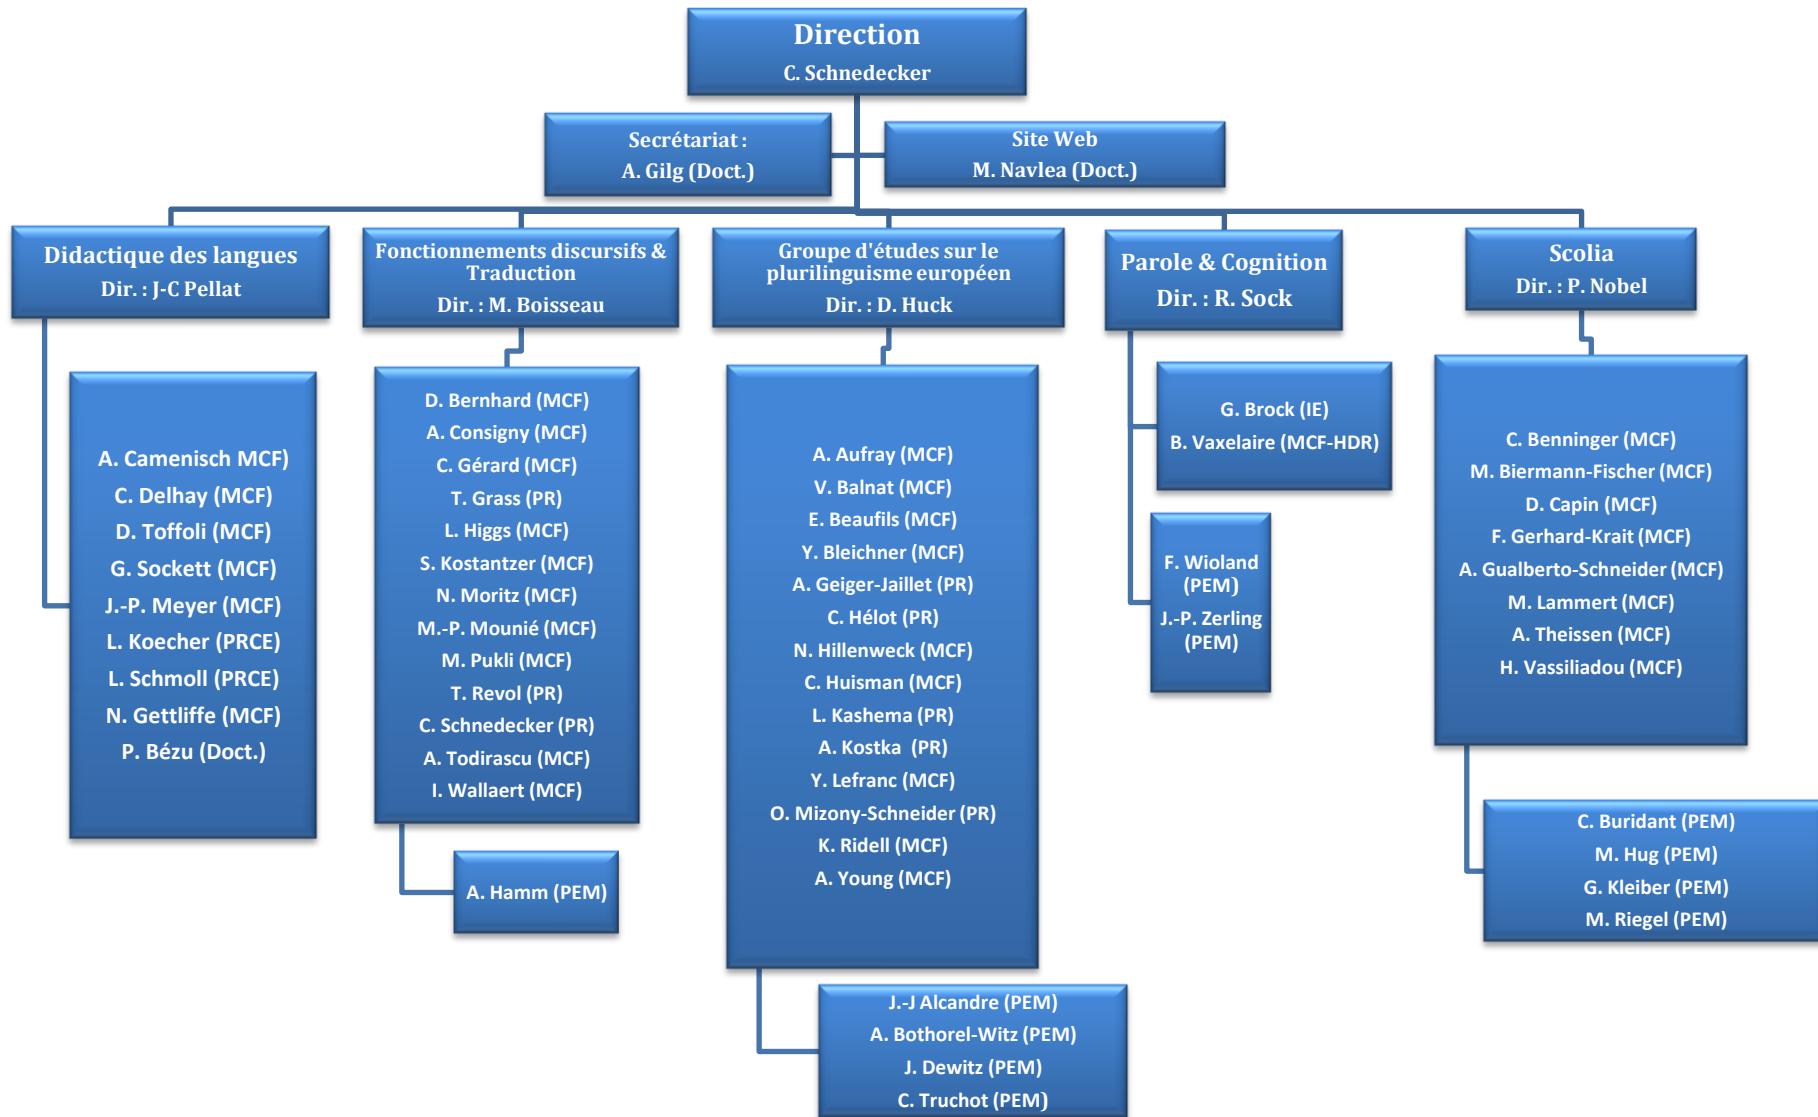 Direction
C. Schnedecker
Secrétariat :
A. Gilg (Doct.)
Site Web
M. Navlea (Doct.)
Didactique des langues
Dir. : J-C Pellat
A. Camenisch MCF)
C. Delhay (MCF)
D. Toffoli (MCF)
G. Sockett (MCF)
J.-P. Meyer (MCF)
L. Koecher (PRCE)
L. Schmoll (PRCE)
N. Gettliffe (MCF)
P. Bézu (Doct.)
Fonctionnements discursifs &
Traduction
Dir. : M. Boisseau
D. Bernhard (MCF)
A. Consigny (MCF)
C. Gérard (MCF)
T. Grass (PR)
L. Higgs (MCF)
S. Kostantzer (MCF)
N. Moritz (MCF)
M.-P. Mounié (MCF)
M. Pukli (MCF)
T. Revol (PR)
C. Schnedecker (PR)
A. Todirascu (MCF)
I. Wallaert (MCF)
A. Hamm (PEM)
Groupe d'études sur le
plurilinguisme européen
Dir. : D. Huck
A. Aufray (MCF)
V. Balnat (MCF)
E. Beaufils (MCF)
Y. Bleichner (MCF)
A. Geiger-Jaillet (PR)
C. Hélot (PR)
N. Hillenweck (MCF)
C. Huisman (MCF)
L. Kashema (PR)
A. Kostka (PR)
Y. Lefranc (MCF)
O. Mizony-Schneider (PR)
K. Ridell (MCF)
A. Young (MCF)
J.-J Alcandre (PEM)
A. Bothorel-Witz (PEM)
J. Dewitz (PEM)
C. Truchot (PEM)
Parole & Cognition
Dir. : R. Sock
G. Brock (IE)
B. Vaxelaire (MCF-HDR)
F. Wioland
(PEM)
J.-P. Zerling
(PEM)
Scolia
Dir. : P. Nobel
C. Benninger (MCF)
M. Biermann-Fischer (MCF)
D. Capin (MCF)
F. Gerhard-Krait (MCF)
A. Gualberto-Schneider (MCF)
M. Lammert (MCF)
A. Theissen (MCF)
H. Vassiliadou (MCF)
C. Buridant (PEM)
M. Hug (PEM)
G. Kleiber (PEM)
M. Riegel (PEM)